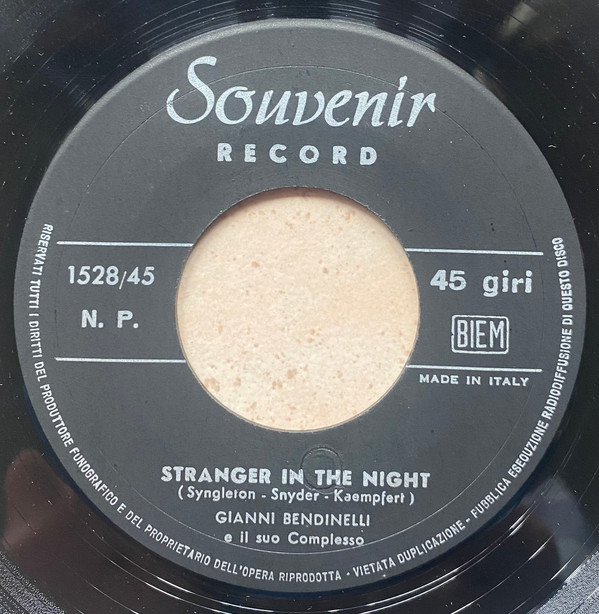 Souvenir
RECORD
1528/45
N. P.
45 giri
BIEM
MADE IN ITALY
STRANGER IN THE NIGHT
(Syngleton - Snyder - Kaempfert)
GIANNI BENDINELLI
e il suo Complesso
RISERVATI TUTTI I DIRITTI DEL PRODUTTORE FUNOGRAFICO E DEL PROPRIETARIO DELL'OPERA RIPRODOTTA - VIETATA DUPLICAZIONE - PUBBLICA ESEGUZIONE RADIODIFFUSIONE DI QUESTO DISCO